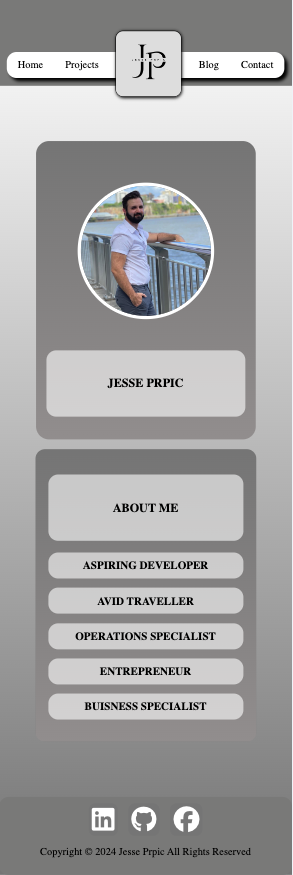 Home Projects Jp Blog Contact
JESSE PRPIC
JESSE PRPIC
ABOUT ME
ASPIRING DEVELOPER
AVID TRAVELLER
OPERATIONS SPECIALIST
ENTREPRENEUR
BUISNESS SPECIALIST
in f
Copyright © 2024 Jesse Prpic All Rights Reserved